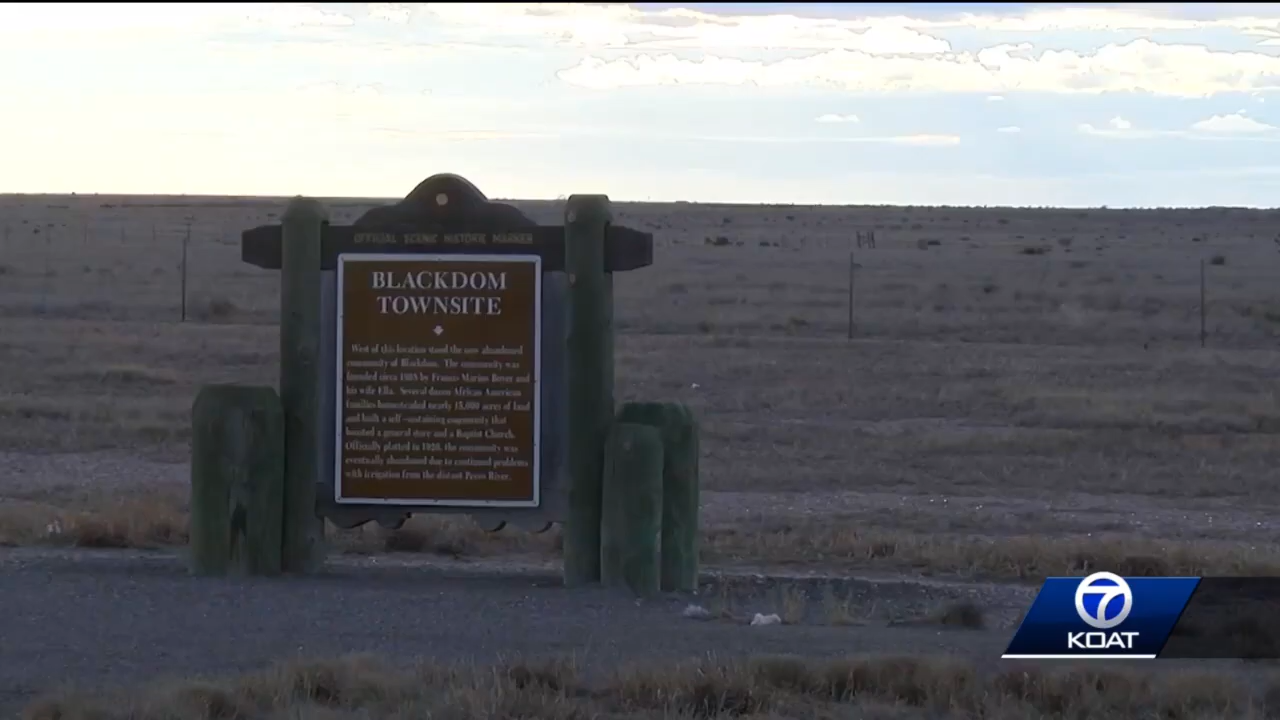 OFFICIAL SCENIC HISTORIC MARKER
BLACKDOM
TOWNSITE
West of this location stood the now abandoned
community of Blackdom. The community was
founded circa by Francis Marion Boyer and
his wife Ella. Several dozen African American
families homesteaded nearly 15,000 acres of land
and built a self-sustaining community that
boasted a general store and a Baptist Church.
Officially platted in 1920, the community was
eventually abandoned due to continued problems
with irrigation from the distant Pecos River.
7
KOAT